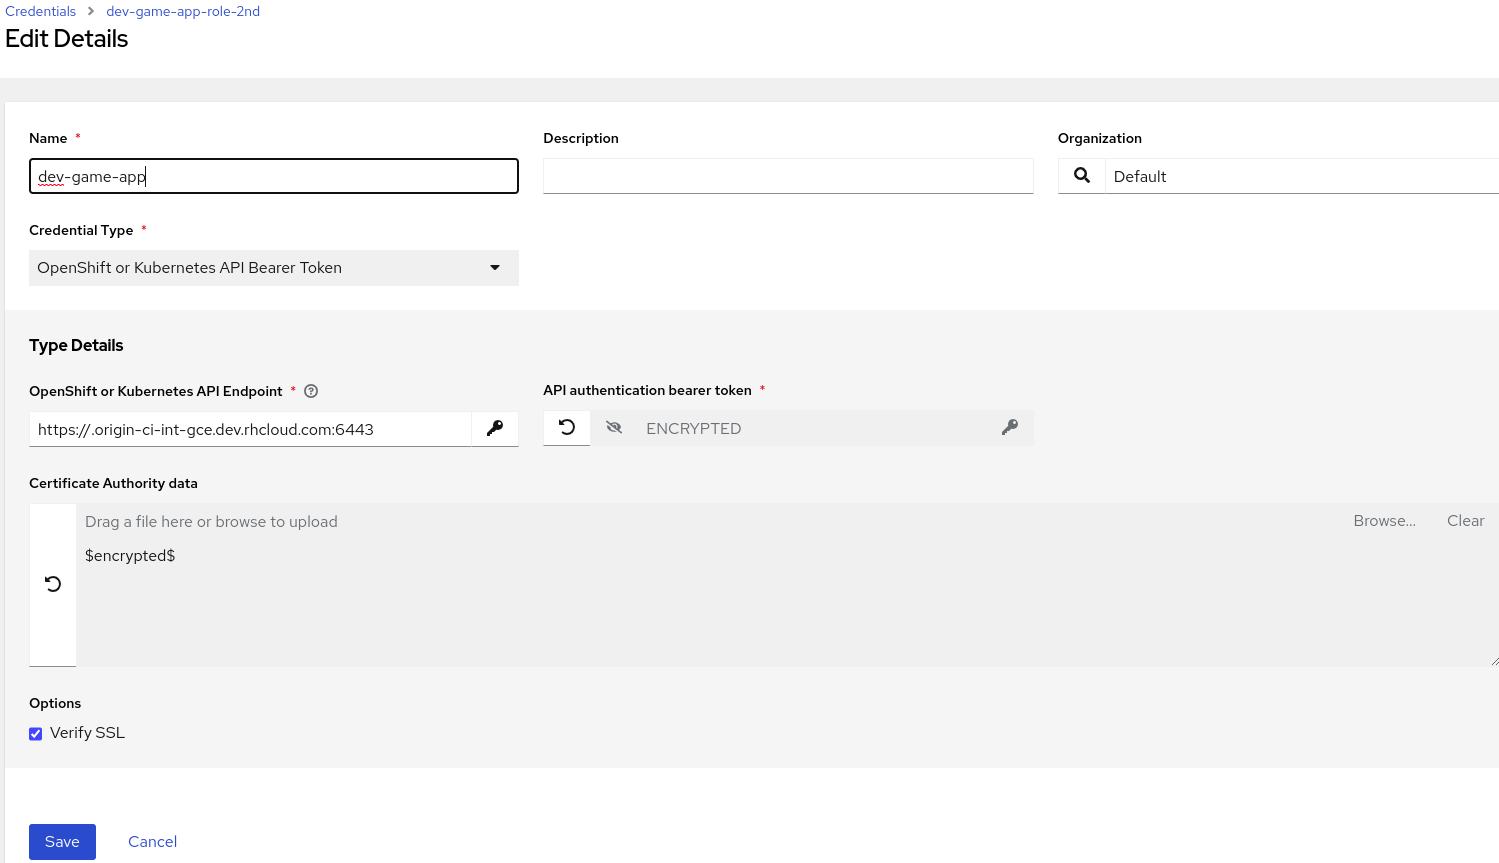 Credentials > dev-game-app-role-2nd
Edit Details
Name * Description Organization
dev-game-app Default
Credential Type *
OpenShift or Kubernetes API Bearer Token
Type Details
OpenShift or Kubernetes API Endpoint * API authentication bearer token *
https://.origin-ci-int-gce.dev.rhcloud.com:6443 ENCRYPTED
Certificate Authority data
Drag a file here or browse to upload Browse... Clear
$encrypted$
Options
Verify SSL
Save Cancel